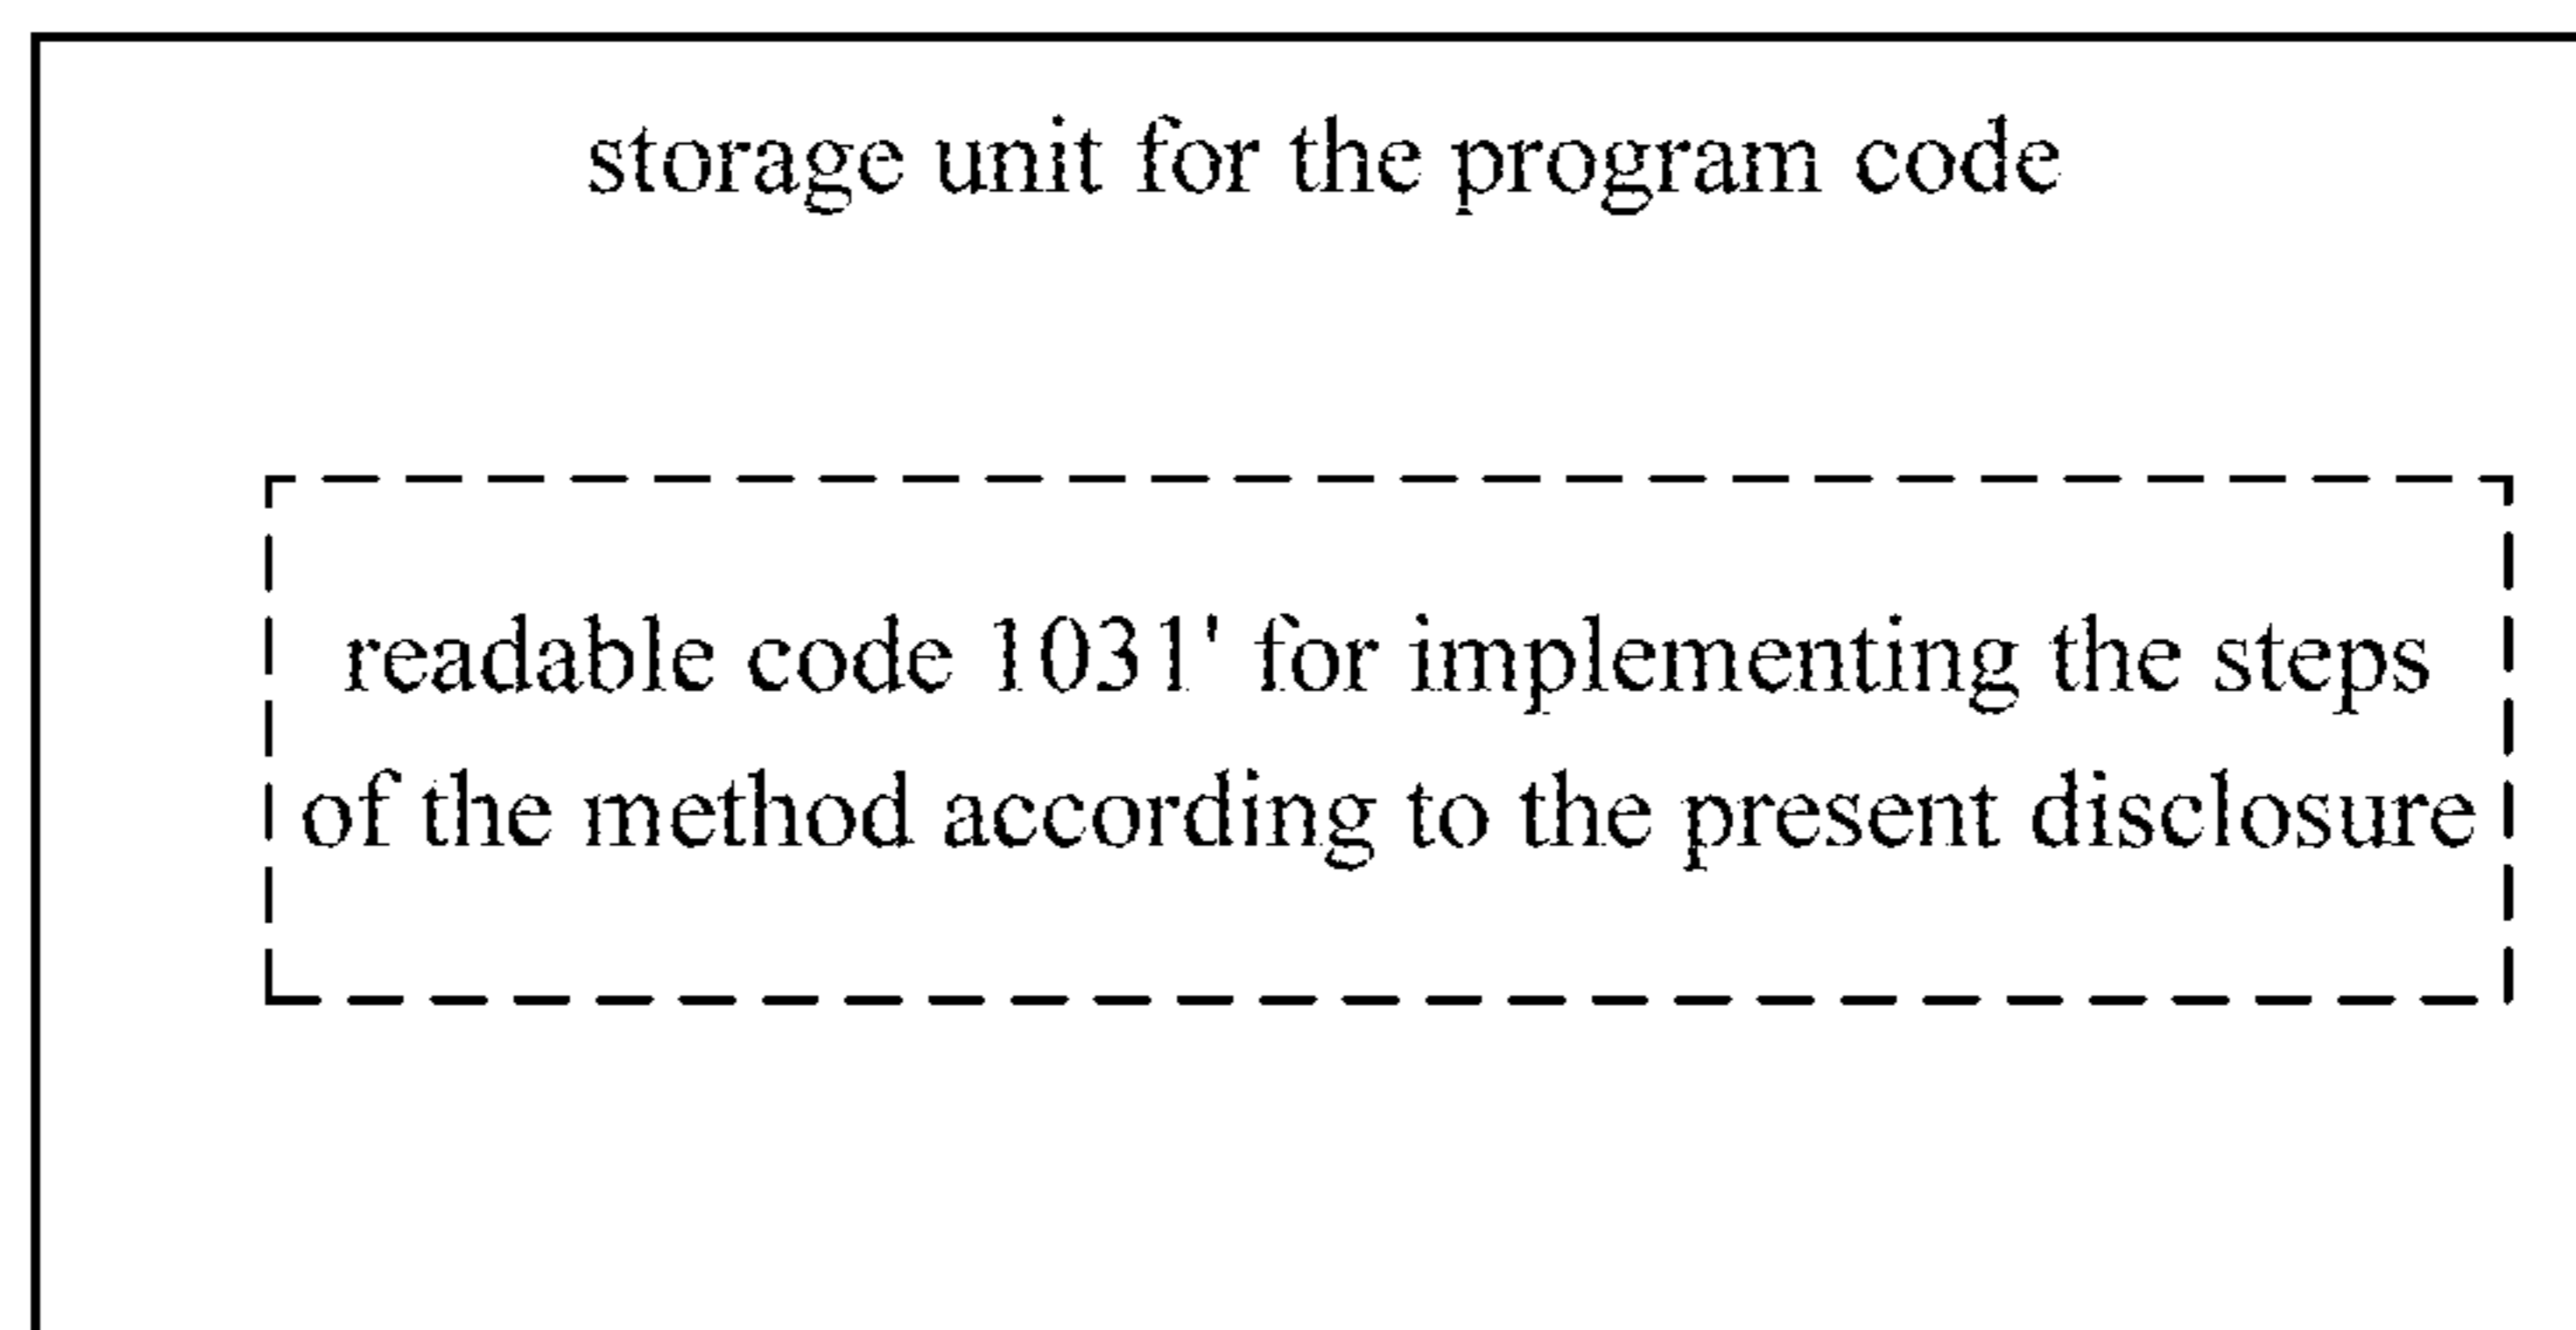 storage unit for the program code
readable code 1031' for implementing the steps
of the method according to the present disclosure